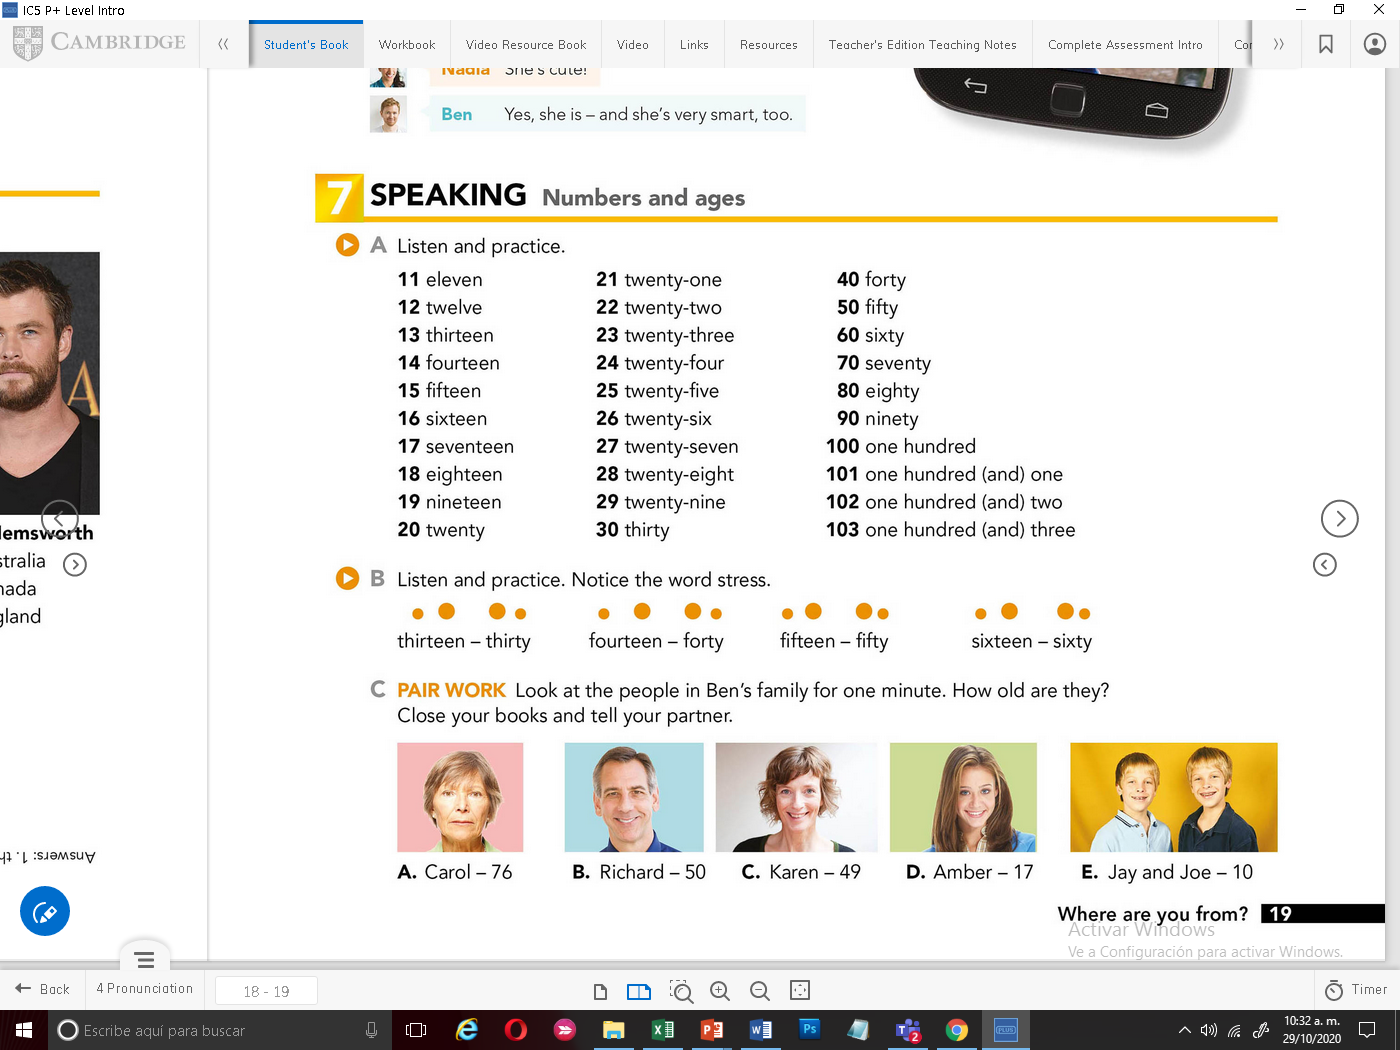 IC5 P+ Level Intro
CAMBRIDGE
Student's Book
Workbook
Video Resource Book
Video
Links
Resources
Teacher's Edition Teaching Notes
Complete Assessment Intro
Nadia She's cute!
Ben Yes, she is – and she's very smart, too.
7 SPEAKING Numbers and ages
A Listen and practice.
11 eleven
12 twelve
13 thirteen
14 fourteen
15 fifteen
16 sixteen
17 seventeen
18 eighteen
19 nineteen
20 twenty
21 twenty-one
22 twenty-two
23 twenty-three
24 twenty-four
25 twenty-five
26 twenty-six
27 twenty-seven
28 twenty-eight
29 twenty-nine
30 thirty
40 forty
50 fifty
60 sixty
70 seventy
80 eighty
90 ninety
100 one hundred
101 one hundred (and) one
102 one hundred (and) two
103 one hundred (and) three
B Listen and practice. Notice the word stress.
thirteen – thirty
fourteen – forty
fifteen – fifty
sixteen – sixty
C PAIR WORK Look at the people in Ben's family for one minute. How old are they?
Close your books and tell your partner.
A. Carol – 76
B. Richard – 50
C. Karen – 49
D. Amber – 17
E. Jay and Joe – 10
Where are you from? 19
Answers: 1.
Activar Windows
Ve a Configuración para activar Windows.
Back
4 Pronunciation
18 - 19
Timer
Escribe aquí para buscar
PLUS
2
10:32 a. m.
29/10/2020